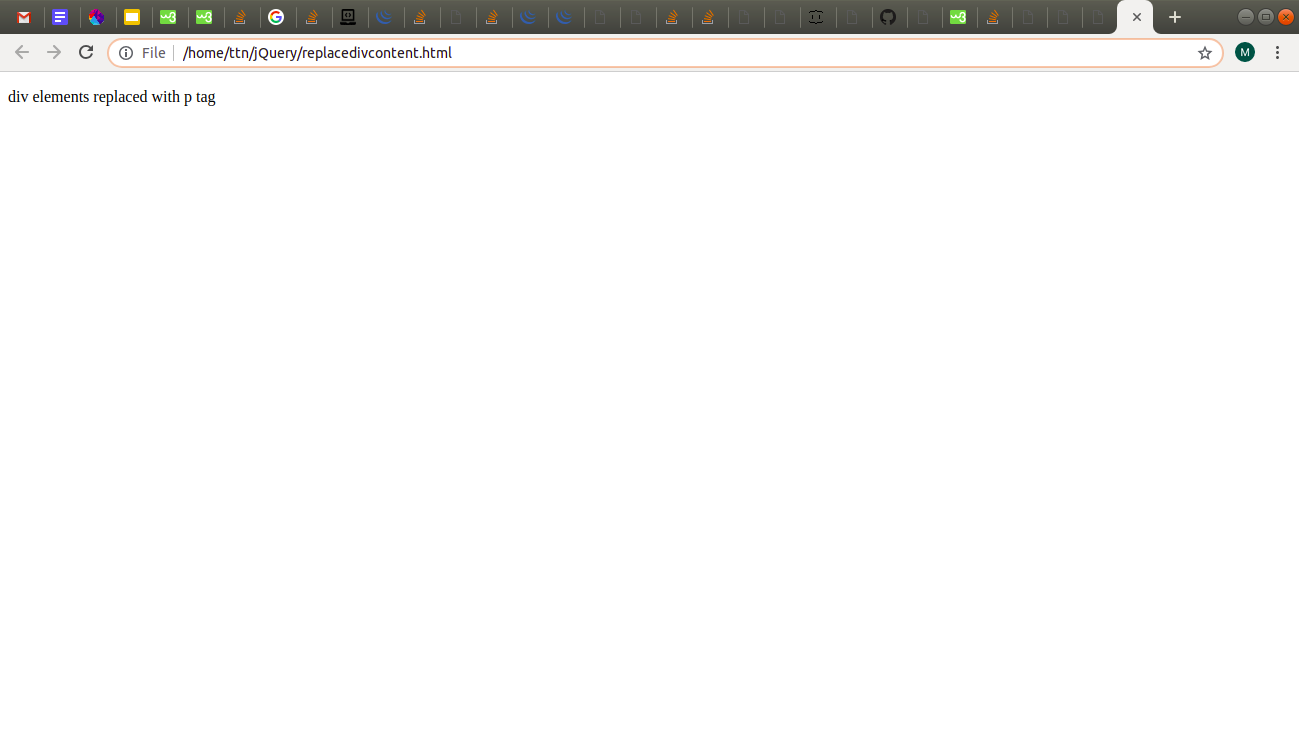 File /home/ttn/jQuery/replacedivcontent.html
M
div elements replaced with p tag